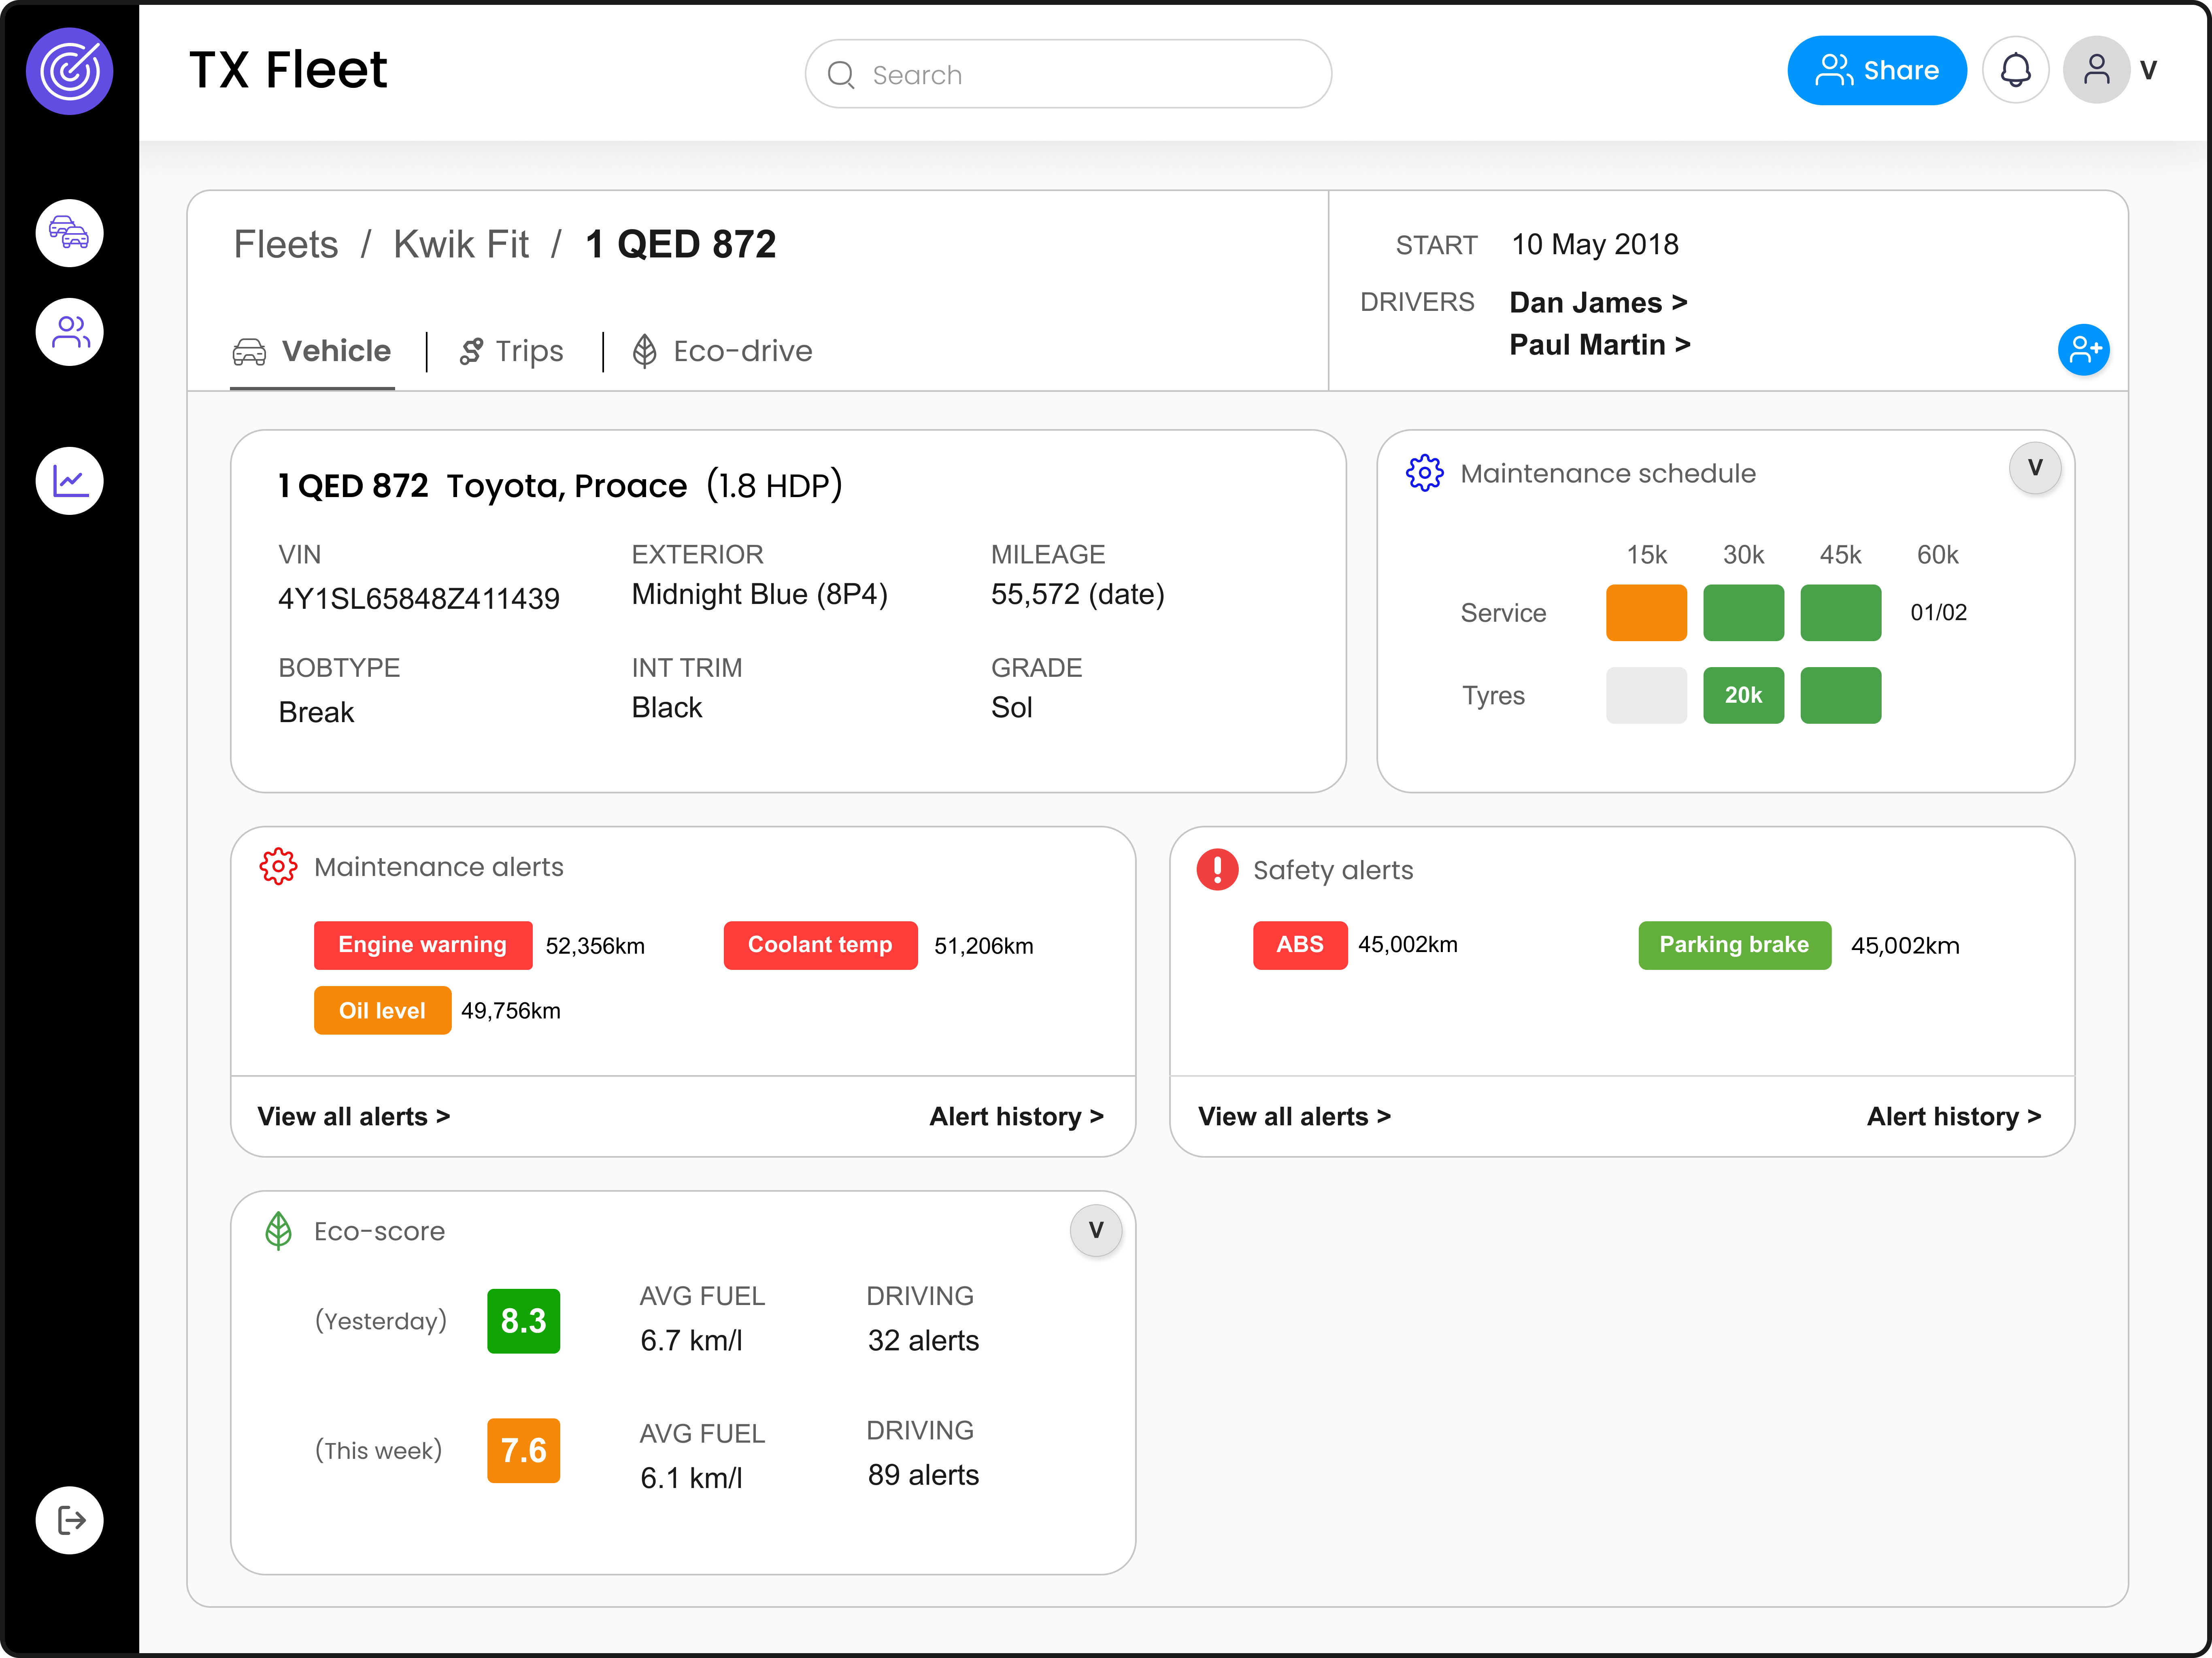 TX Fleet
Search
Share
V
Fleets / Kwik Fit / 1 QED 872
START 10 May 2018
DRIVERS Dan James >
Paul Martin >
Vehicle Trips Eco-drive
1 QED 872 Toyota, Proace (1.8 HDP)
VIN EXTERIOR MILEAGE
4Y1SL65848Z411439 Midnight Blue (8P4) 55,572 (date)
BOBTYPE INT TRIM GRADE
Break Black Sol
Maintenance schedule V
15k 30k 45k 60k
Service 01/02
Tyres 20k
Maintenance alerts
Engine warning 52,356km Coolant temp 51,206km
Oil level 49,756km
View all alerts > Alert history >
Safety alerts
ABS 45,002km Parking brake 45,002km
View all alerts > Alert history >
Eco-score V
AVG FUEL DRIVING
(Yesterday) 8.3 6.7 km/l 32 alerts
AVG FUEL DRIVING
(This week) 7.6 6.1 km/l 89 alerts